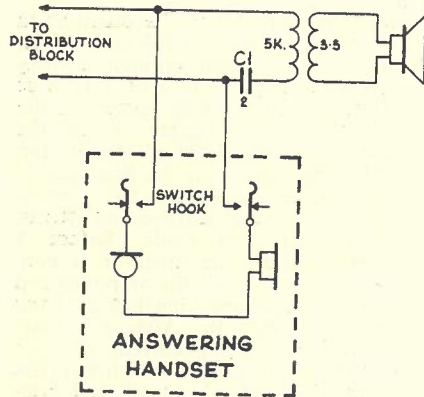 TO
DISTRIBUTION
BLOCK
C1
2
5K.
3.5
SWITCH
HOOK
ANSWERING
HANDSET